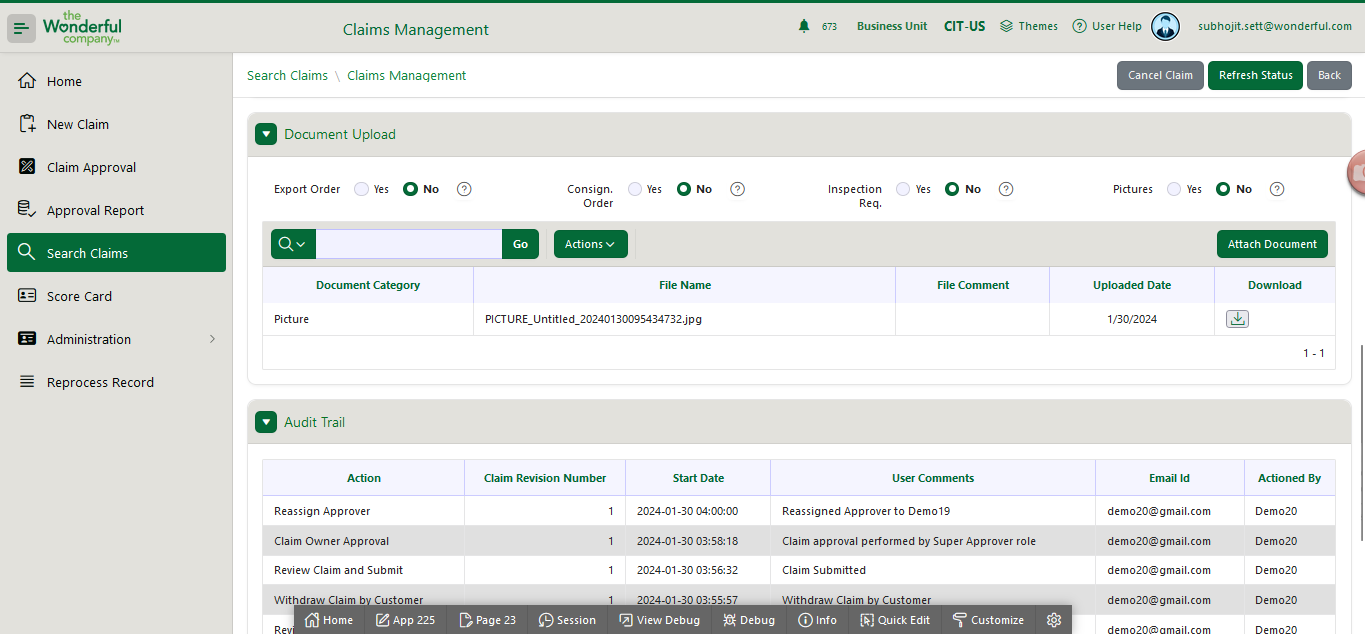 the
Wonderful
company™
Claims Management
673
Business Unit
CIT-US
Themes
User Help
subhojit.sett@wonderful.com
Home
New Claim
Claim Approval
Approval Report
Search Claims
Score Card
Administration
Reprocess Record
Search Claims \ Claims Management
Cancel Claim
Refresh Status
Back
Document Upload
Export Order Yes No ?
Consign. Order Yes No ?
Inspection Req. Yes No ?
Pictures Yes No ?
Go
Actions
Attach Document
Document Category File Name File Comment Uploaded Date Download
Picture PICTURE_Untitled_20240130095434732.jpg 1/30/2024
1 - 1
Audit Trail
Action Claim Revision Number Start Date User Comments Email Id Actioned By
Reassign Approver 1 2024-01-30 04:00:00 Reassigned Approver to Demo19 demo20@gmail.com Demo20
Claim Owner Approval 1 2024-01-30 03:58:18 Claim approval performed by Super Approver role demo20@gmail.com Demo20
Review Claim and Submit 1 2024-01-30 03:56:32 Claim Submitted demo20@gmail.com Demo20
Withdraw Claim by Customer 1 2024-01-30 03:55:57 Withdraw Claim by Customer demo20@gmail.com Demo20
demo20@gmail.com Demo20
Home App 225 Page 23 Session View Debug Debug Info Quick Edit Customize